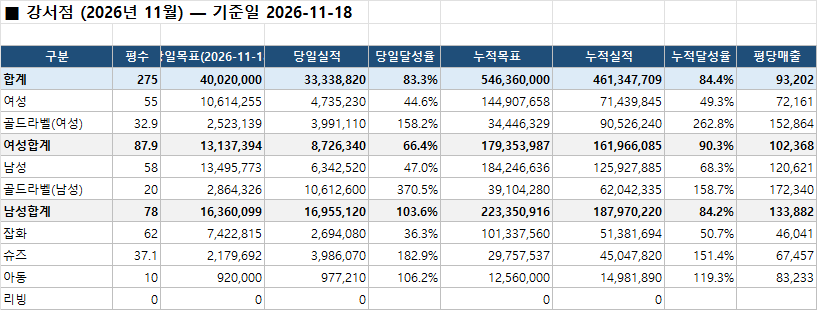 ■ 강서점 (2026년 11월) — 기준일 2026-11-18
구분 평수 당일목표(2026-11-1 당일실적 당일달성율 누적목표 누적실적 누적달성율 평당매출
합계 275 40,020,000 33,338,820 83.3% 546,360,000 461,347,709 84.4% 93,202
여성 55 10,614,255 4,735,230 44.6% 144,907,658 71,439,845 49.3% 72,161
골드라벨(여성) 32.9 2,523,139 3,991,110 158.2% 34,446,329 90,526,240 262.8% 152,864
여성합계 87.9 13,137,394 8,726,340 66.4% 179,353,987 161,966,085 90.3% 102,368
남성 58 13,495,773 6,342,520 47.0% 184,246,636 125,927,885 68.3% 120,621
골드라벨(남성) 20 2,864,326 10,612,600 370.5% 39,104,280 62,042,335 158.7% 172,340
남성합계 78 16,360,099 16,955,120 103.6% 223,350,916 187,970,220 84.2% 133,882
잡화 62 7,422,815 2,694,080 36.3% 101,337,560 51,381,694 50.7% 46,041
슈즈 37.1 2,179,692 3,986,070 182.9% 29,757,537 45,047,820 151.4% 67,457
아동 10 920,000 977,210 106.2% 12,560,000 14,981,890 119.3% 83,233
리빙 0 0 0 0 0